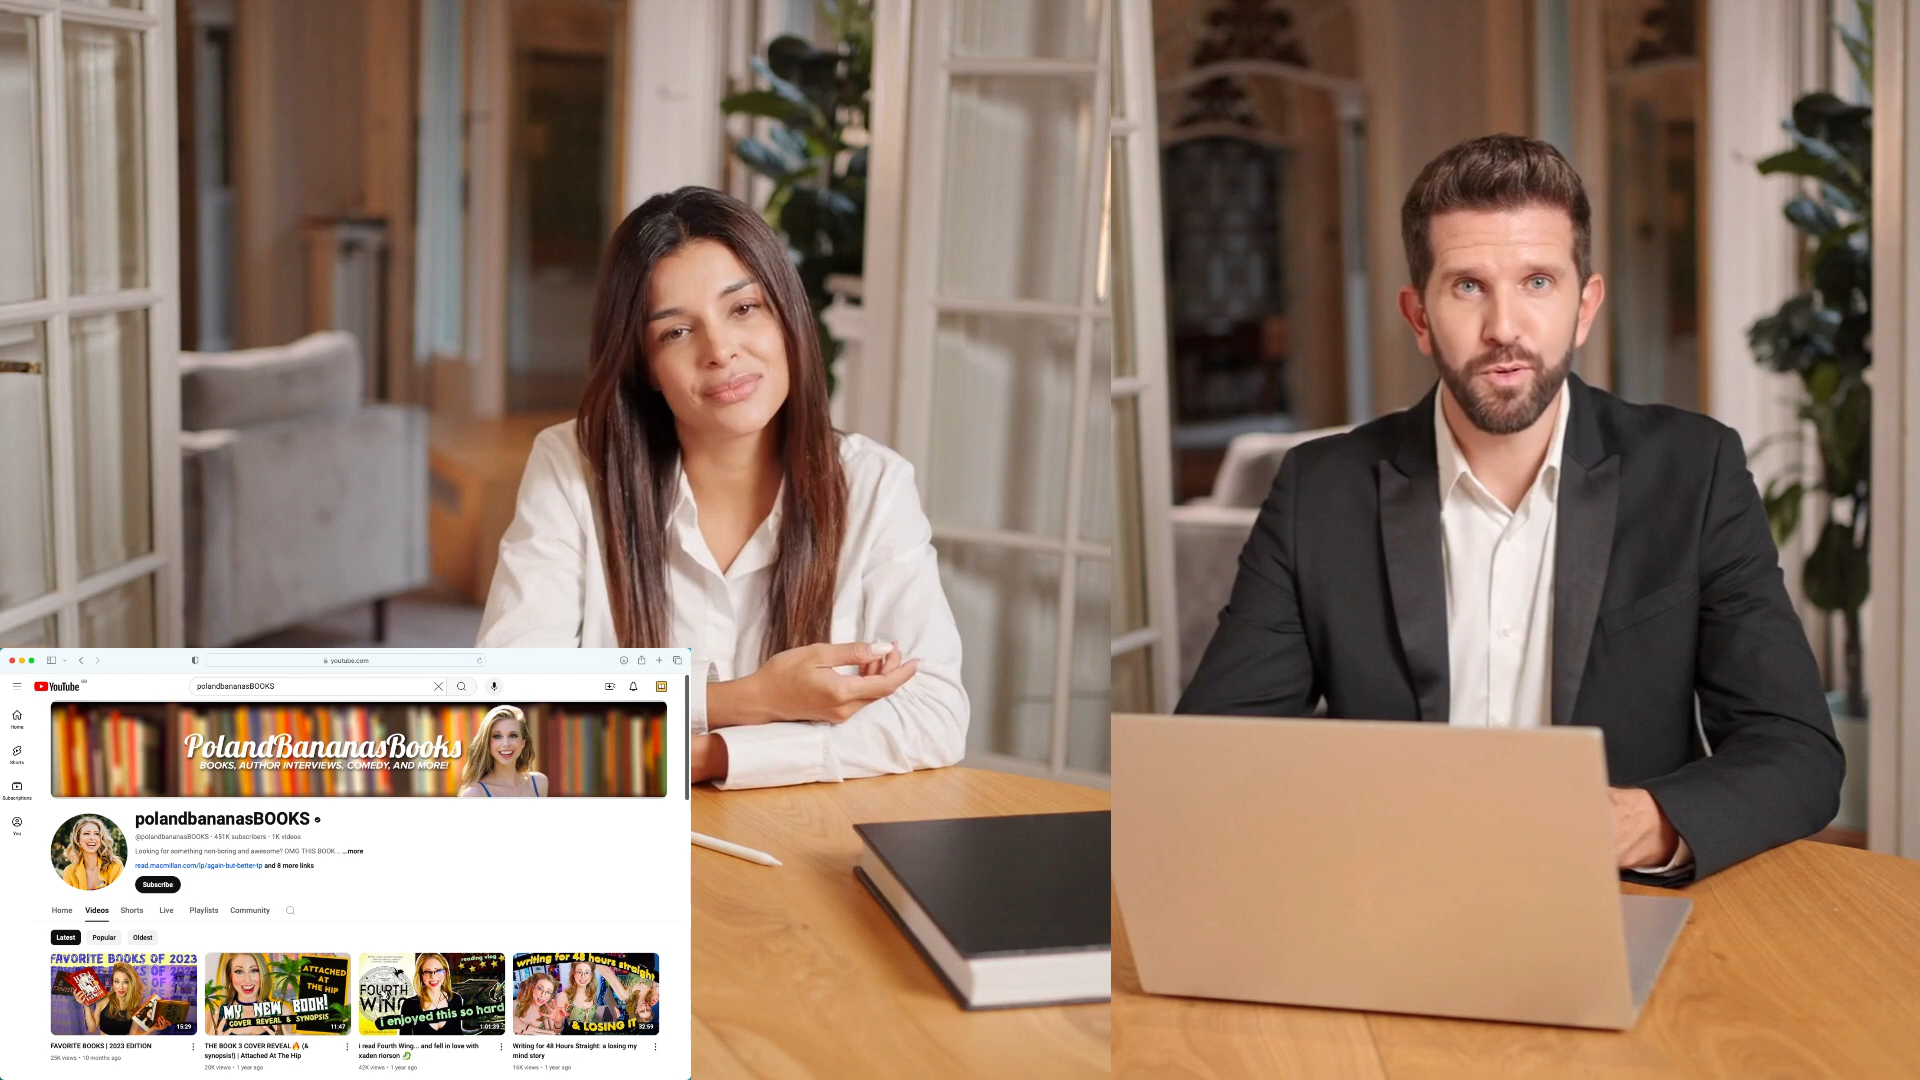 youtube.com
YouTube GB
polandbananasBOOKS
Home
Shorts
Subscriptions
You
PolandBananasBooks
BOOKS, AUTHOR INTERVIEWS, COMEDY, AND MORE!
polandbananasBOOKS
@polandbananasBOOKS · 451K subscribers · 1K videos
Looking for something non-boring and awesome? OMG THIS BOOK... ...more
read.macmillan.com/lp/again-but-better-tp and 8 more links
Subscribe
Home Videos Shorts Live Playlists Community
Latest Popular Oldest
FAVORITE BOOKS OF 2023
15:29
FAVORITE BOOKS | 2023 EDITION
25K views · 10 months ago
ATTACHED
AT
THE HIP
MY NEW BOOK!
COVER REVEAL & SYNOPSIS
11:47
THE BOOK 3 COVER REVEAL🔥 (&
synopsis!) | Attached At The Hip
20K views · 1 year ago
reading vlog
FOURTH
WING
i enjoyed this so hard
1:01:39
i read Fourth Wing... and fell in love with
xaden riorson 🐉
42K views · 1 year ago
writing for 48 hours straight
& LOSING IT
32:59
Writing for 48 Hours Straight: a losing my
mind story
16K views · 1 year ago